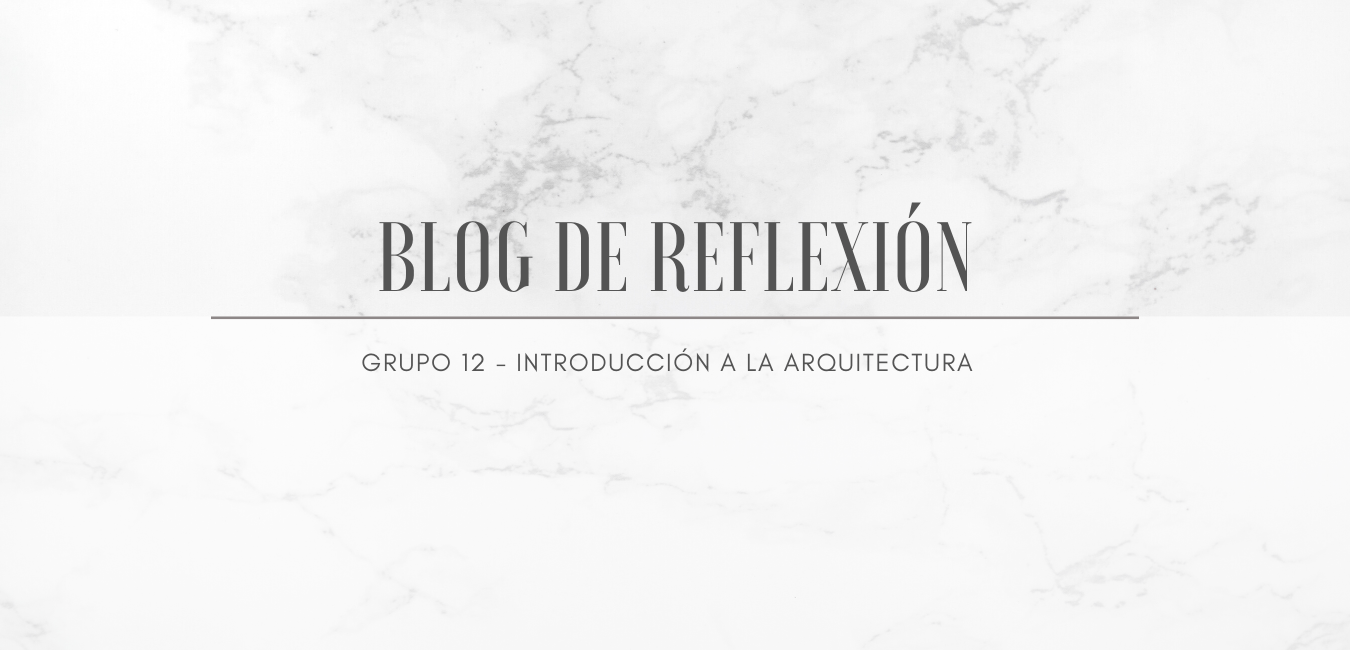 BLOG DE REFLEXIÓN
GRUPO 12 – INTRODUCCIÓN A LA ARQUITECTURA